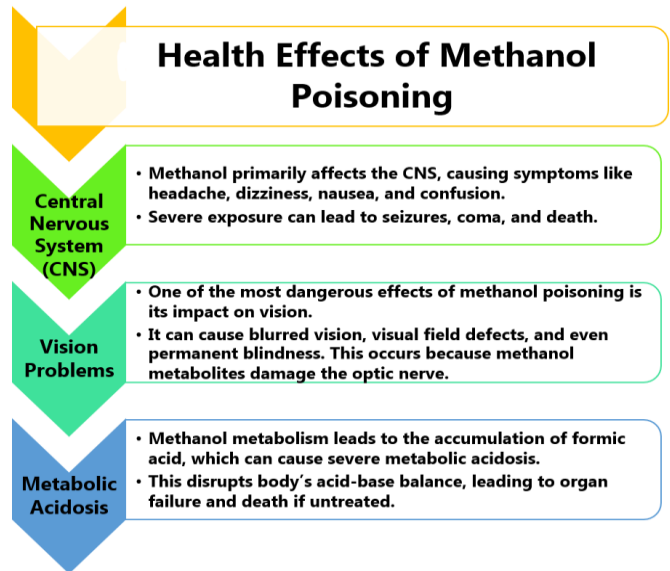 Health Effects of Methanol
Poisoning
Central
Nervous
System
(CNS)
• Methanol primarily affects the CNS, causing symptoms like
headache, dizziness, nausea, and confusion.
• Severe exposure can lead to seizures, coma, and death.
Vision
Problems
• One of the most dangerous effects of methanol poisoning is
its impact on vision.
• It can cause blurred vision, visual field defects, and even
permanent blindness. This occurs because methanol
metabolites damage the optic nerve.
Metabolic
Acidosis
• Methanol metabolism leads to the accumulation of formic
acid, which can cause severe metabolic acidosis.
• This disrupts body’s acid-base balance, leading to organ
failure and death if untreated.